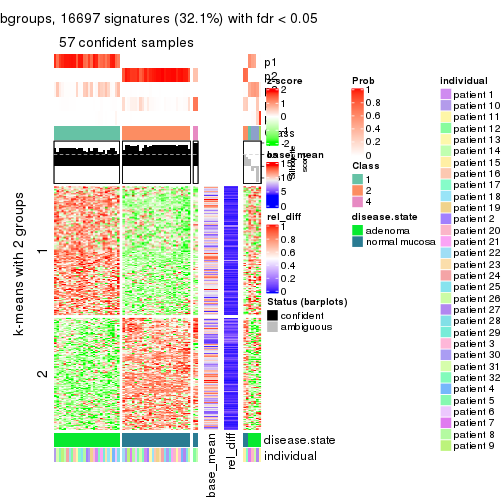 bgroups, 16697 signatures (32.1%) with fdr < 0.05
57 confident samples
p1
p2
z-score
2
1
0
-1
-2
base_mean
15
10
5
0
rel_diff
1
0.8
0.6
0.4
0.2
0
Status (barplots)
confident
ambiguous
Prob
1
0.8
0.6
0.4
0.2
0
Class
1
2
4
disease.state
adenoma
normal mucosa
individual
patient 1
patient 10
patient 11
patient 12
patient 13
patient 14
patient 15
patient 16
patient 17
patient 18
patient 19
patient 2
patient 20
patient 21
patient 22
patient 23
patient 24
patient 25
patient 26
patient 27
patient 28
patient 29
patient 3
patient 30
patient 31
patient 32
patient 4
patient 5
patient 6
patient 7
patient 8
patient 9
k-means with 2 groups
1
2
disease.state
individual
base_mean
rel_diff